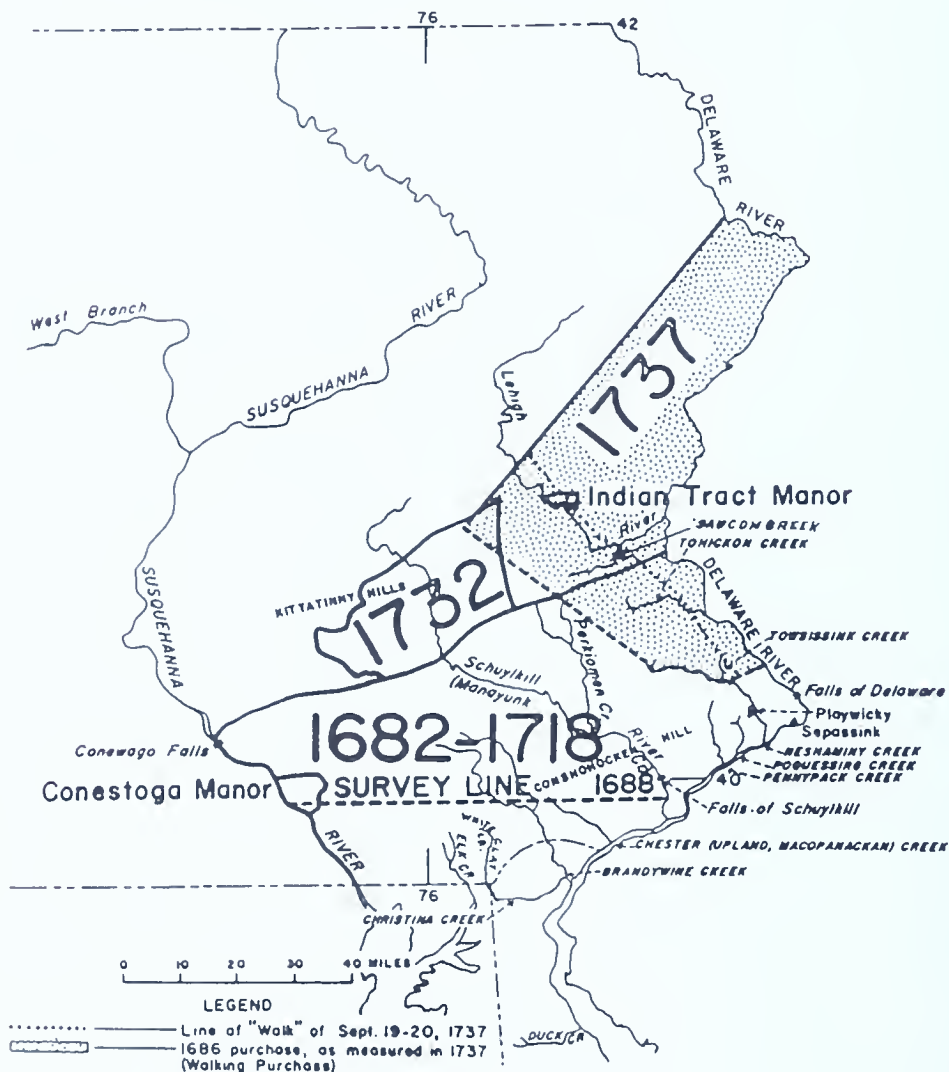 76
42
DELAWARE
RIVER
West Branch
RIVER
SUSQUEHANNA
Lehigh
1737
Indian Tract Manor
River
SAUCON CREEK
TOHICKON CREEK
KITTATINNY HILLS
1732
SUSQUEHANNA
DELAWARE RIVER
TOWSISSINK CREEK
Perkiomen Cr.
Schuylkill
(Manayunk
River
Falls of Delaware
Playwicky
Sepassink
1682-1718
CONSHOHOCKEN HILL
Conewago Falls
NESHAMINY CREEK
POQUESSING CREEK
40
PENNYPACK CREEK
Conestoga Manor
SURVEY LINE
1688
Falls of Schuylkill
RIVER
WHITE CLAY CR.
ELK CR.
CHESTER (UPLAND, MACOPANACKAN) CREEK
BRANDYWINE CREEK
76
CHRISTINA CREEK
0 10 20 30 40 MILES
LEGEND
Line of "Walk" of Sept. 19-20, 1737
1686 purchase, as measured in 1737
(Walking Purchase)
DUCK CR.